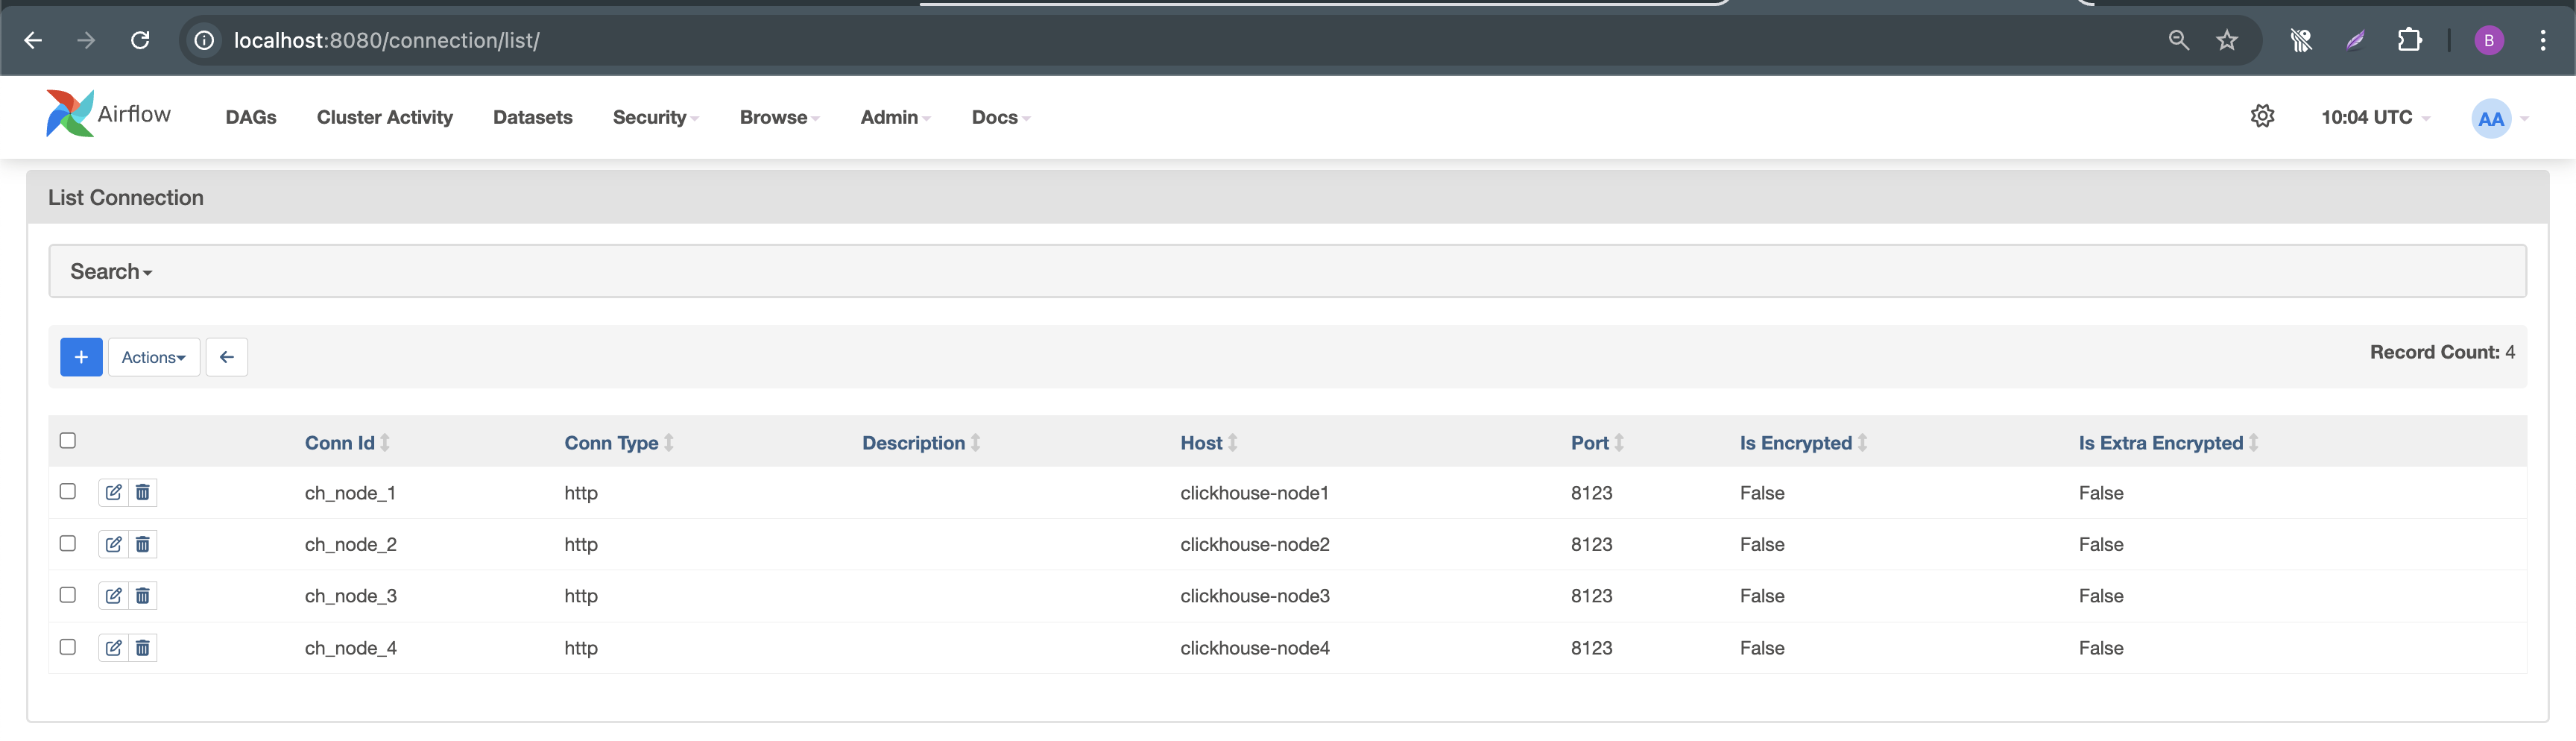 localhost:8080/connection/list/
B
Airflow DAGs Cluster Activity Datasets Security Browse Admin Docs 10:04 UTC AA
List Connection
Search
+ Actions Record Count: 4
Conn Id Conn Type Description Host Port Is Encrypted Is Extra Encrypted
ch_node_1 http clickhouse-node1 8123 False False
ch_node_2 http clickhouse-node2 8123 False False
ch_node_3 http clickhouse-node3 8123 False False
ch_node_4 http clickhouse-node4 8123 False False